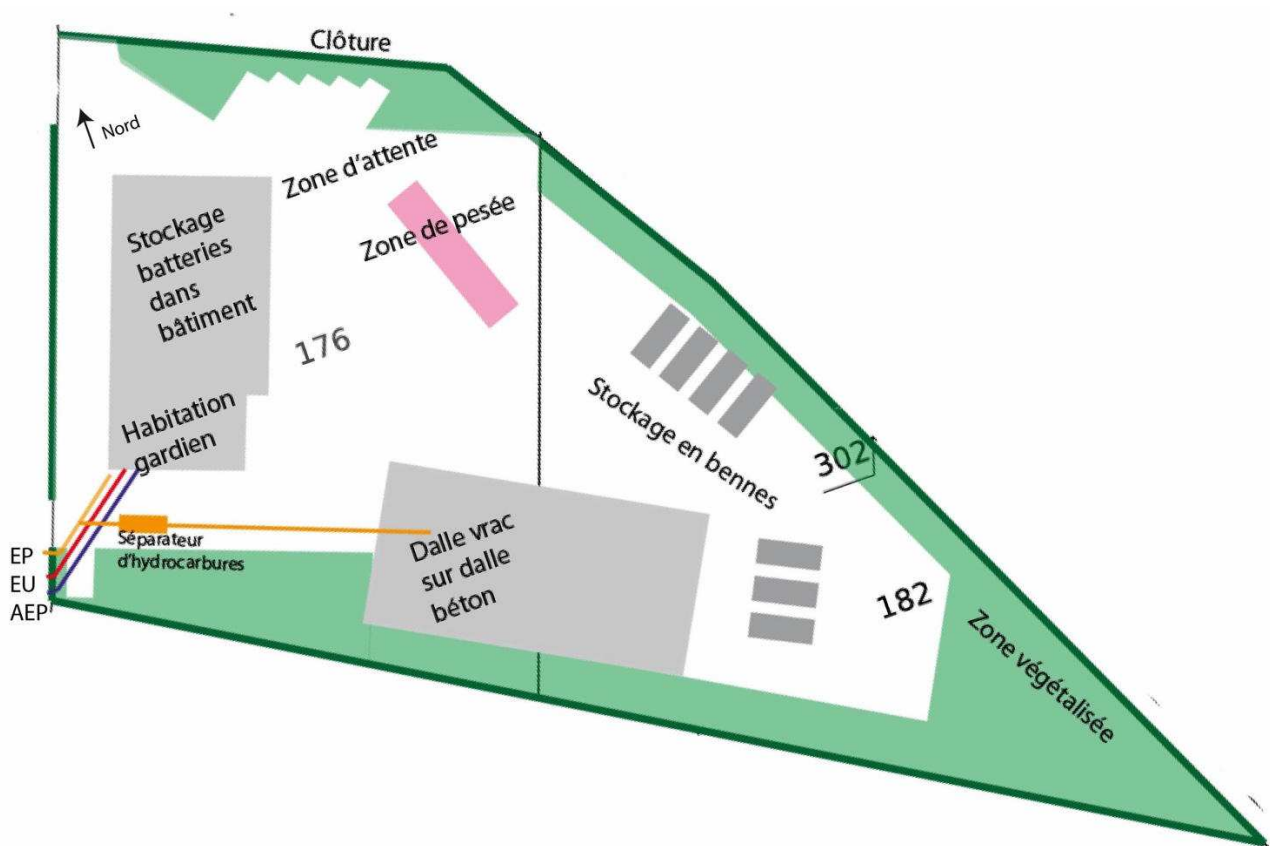 Clôture
Nord
Zone d'attente
Zone de pesée
Stockage
batteries
dans
bâtiment
176
Habitation
gardien
Stockage en bennes
302
182
Dalle vrac
sur dalle
béton
Séparateur
d'hydrocarbures
EP
EU
AEP
Zone végétalisée